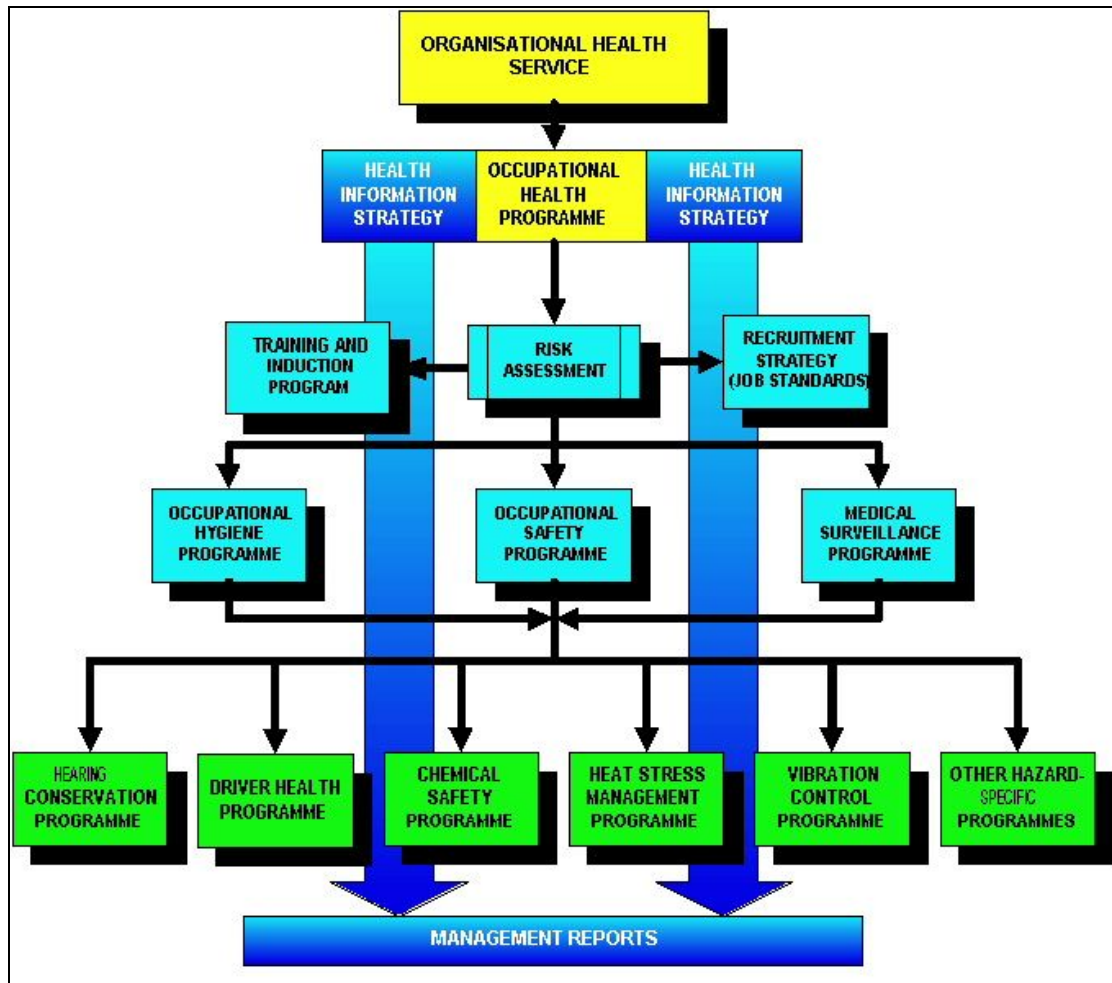 ORGANISATIONAL HEALTH
SERVICE
HEALTH
INFORMATION
STRATEGY
OCCUPATIONAL
HEALTH
PROGRAMME
HEALTH
INFORMATION
STRATEGY
TRAINING AND
INDUCTION
PROGRAM
RISK
ASSESSMENT
RECRUITMENT
STRATEGY
(JOB STANDARDS)
OCCUPATIONAL
HYGIENE
PROGRAMME
OCCUPATIONAL
SAFETY
PROGRAMME
MEDICAL
SURVEILLANCE
PROGRAMME
HEARING
CONSERVATION
PROGRAMME
DRIVER HEALTH
PROGRAMME
CHEMICAL
SAFETY
PROGRAMME
HEAT STRESS
MANAGEMENT
PROGRAMME
VIBRATION
CONTROL
PROGRAMME
OTHER HAZARD-
SPECIFIC
PROGRAMMES
MANAGEMENT REPORTS